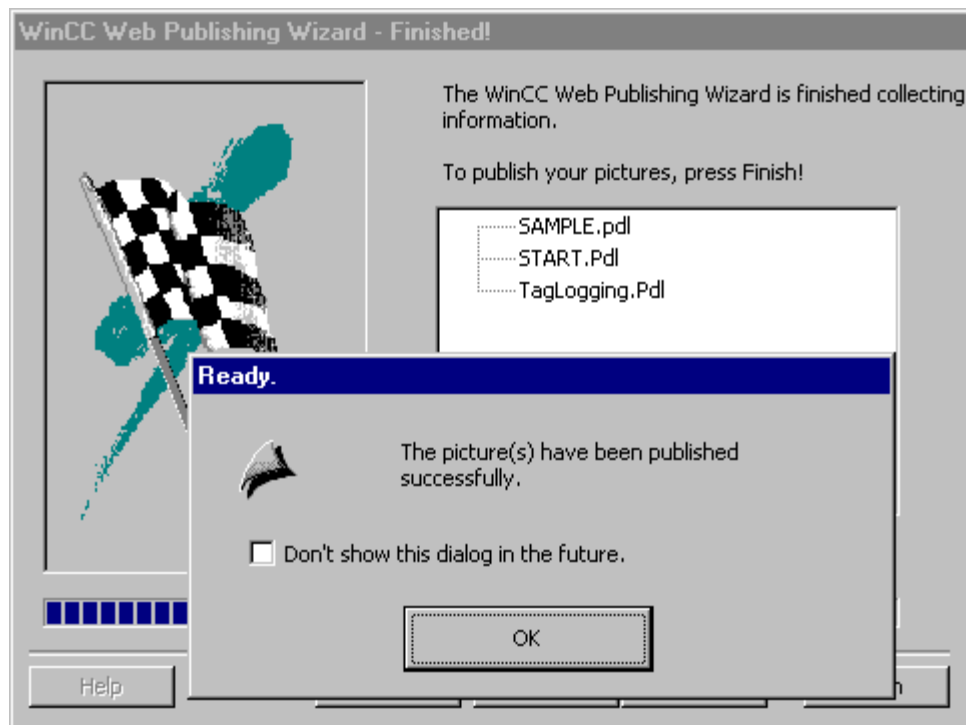 WinCC Web Publishing Wizard - Finished!
The WinCC Web Publishing Wizard is finished collecting
information.
To publish your pictures, press Finish!
SAMPLE.pdl
START.Pdl
TagLogging.Pdl
Ready.
The picture(s) have been published
successfully.
Don't show this dialog in the future.
OK
Help